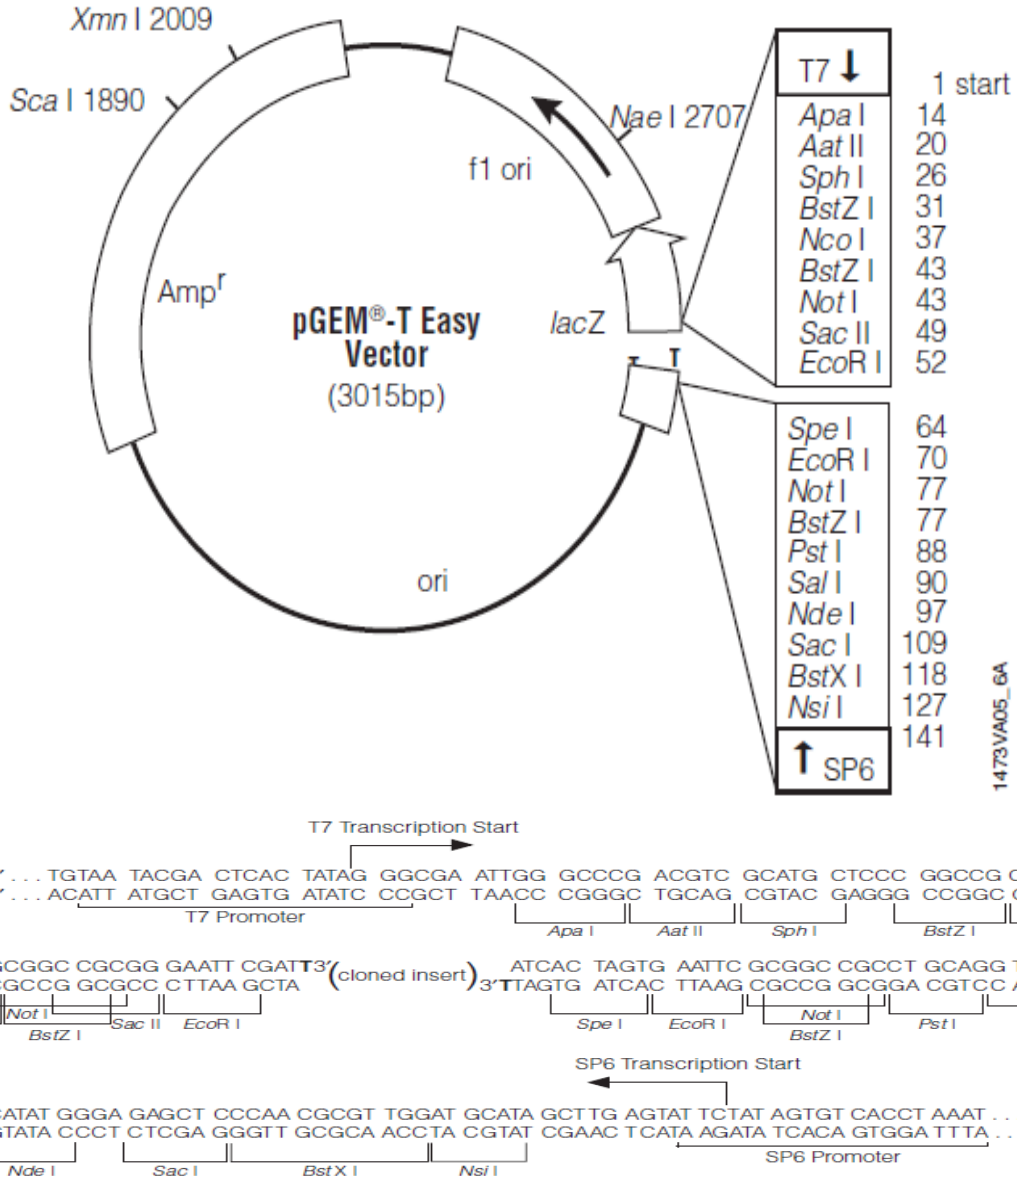 Xmn I 2009
Sca I 1890
Nae I 2707
f1 ori
Ampr
pGEM®-T Easy
Vector
(3015bp)
lacZ
T T
ori
T7 ↓
1 start
Apa I 14
Aat II 20
Sph I 26
BstZ I 31
Nco I 37
BstZ I 43
Not I 43
Sac II 49
EcoR I 52
Spe I 64
EcoR I 70
Not I 77
BstZ I 77
Pst I 88
Sal I 90
Nde I 97
Sac I 109
BstX I 118
Nsi I 127
141
↑ SP6
1473VA05_6A
T7 Transcription Start
′ . . . TGTAA TACGA CTCAC TATAG GGCGA ATTGG GCCCG ACGTC GCATG CTCCC GGCCG C
′ . . . ACATT ATGCT GAGTG ATATC CCGCT TAACC CGGGC TGCAG CGTAC GAGGG CCGGC G
T7 Promoter
Apa I Aat II Sph I BstZ I
GCGGC CGCGG GAATT CGATT3′ (cloned insert) ATCAC TAGTG AATTC GCGGC CGCCT GCAGG T
CGCCG GCGCC CTTAA GCTA 3′TTAGTG ATCAC TTAAG CGCCG GCGGA CGTCC A
Not I Sac II EcoR I Spe I EcoR I Not I Pst I
BstZ I BstZ I
SP6 Transcription Start
CATAT GGGA GAGCT CCCAA CGCGT TGGAT GCATA GCTTG AGTAT TCTAT AGTGT CACCT AAAT . .
GTATA CCCT CTCGAG GGTT GCGCA ACCTA CGTAT CGAAC TCATA AGATA TCACA GTGGA TTTA . .
SP6 Promoter
Nde I Sac I BstX I Nsi I